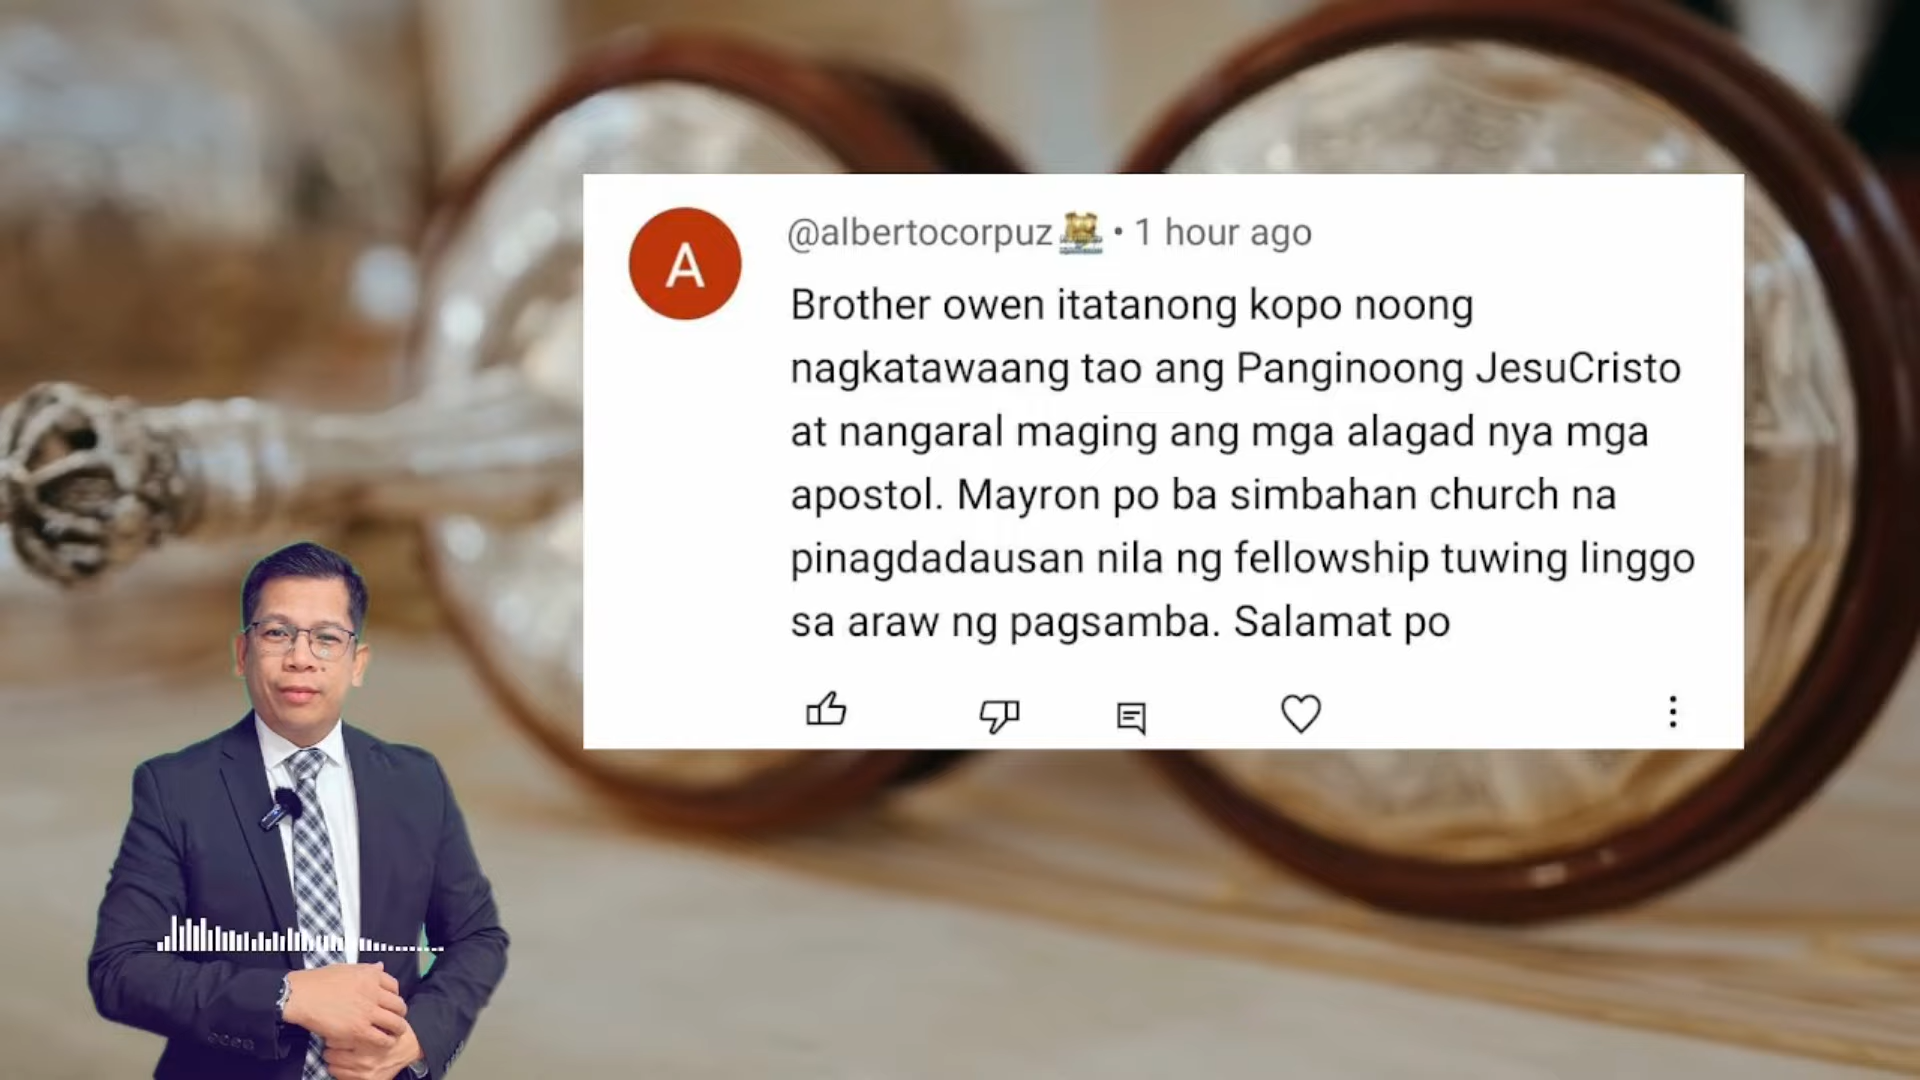 @albertocorpuz • 1 hour ago
A
Brother owen itatanong kopo noong
nagkatawaang tao ang Panginoong JesuCristo
at nangaral maging ang mga alagad nya mga
apostol. Mayron po ba simbahan church na
pinagdadausan nila ng fellowship tuwing linggo
sa araw ng pagsamba. Salamat po